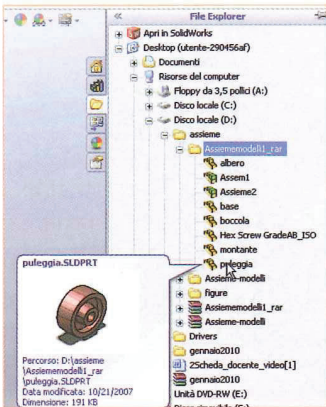 File Explorer
Apri in SolidWorks
Desktop (utente-290456af)
Documenti
Risorse del computer
Floppy da 3,5 pollici (A:)
Disco locale (C:)
Disco locale (D:)
assieme
Assiememodelli1_rar
albero
Assem1
Assieme2
base
boccola
Hex Screw GradeAB_ISO
montante
puleggia
Assieme-modelli
figure
Assiememodelli1_rar
Assieme-modelli
Drivers
gennaio2010
2Scheda_docente_video[1]
gennaio2010
Unità DVD-RW (E:)
puleggia.SLDPRT
Percorso: D:\assieme
\Assiememodelli1_rar
\puleggia.SLDPRT
Data modificata: 10/21/2007
Dimensione: 191 KB